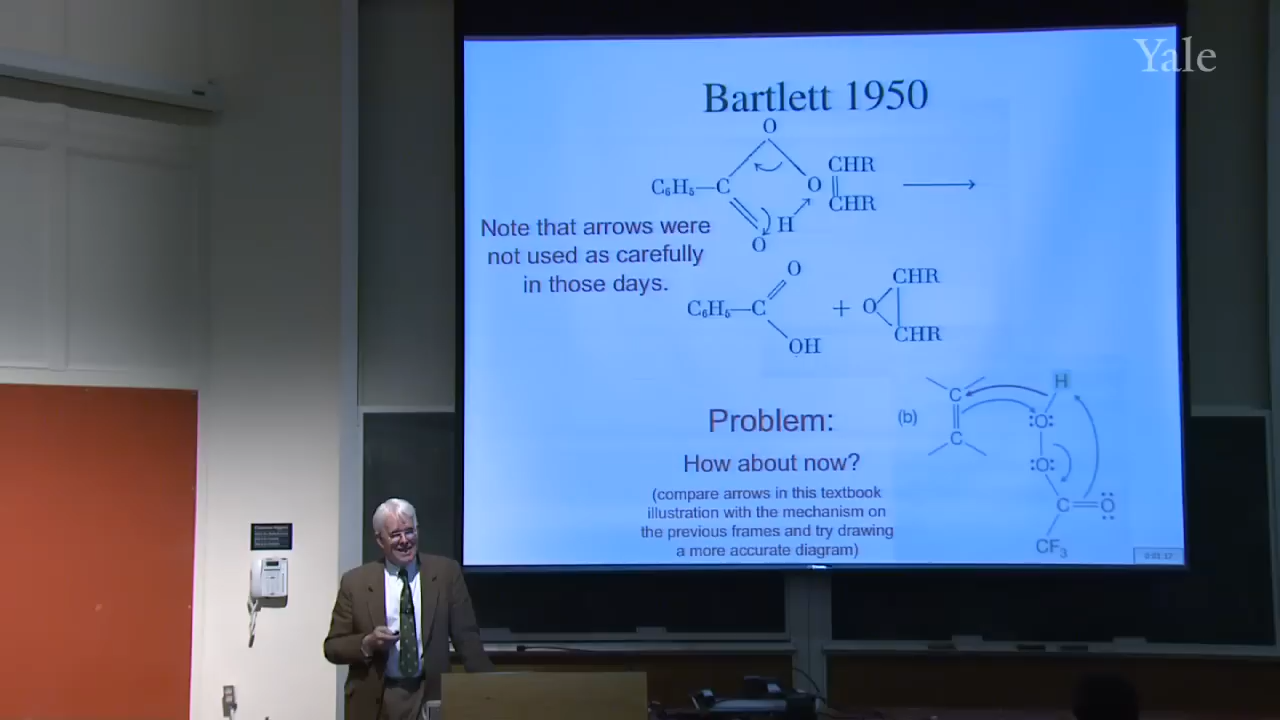 Yale
Bartlett 1950
O
C₆H₅—C
O
CHR
CHR
H
O
Note that arrows were
not used as carefully
in those days.
O
C₆H₅—C
OH
+
O
CHR
CHR
Problem:
How about now?
(compare arrows in this textbook
illustration with the mechanism on
the previous frames and try drawing
a more accurate diagram)
(b)
C
C
H
:O:
:O:
C
O
CF₃